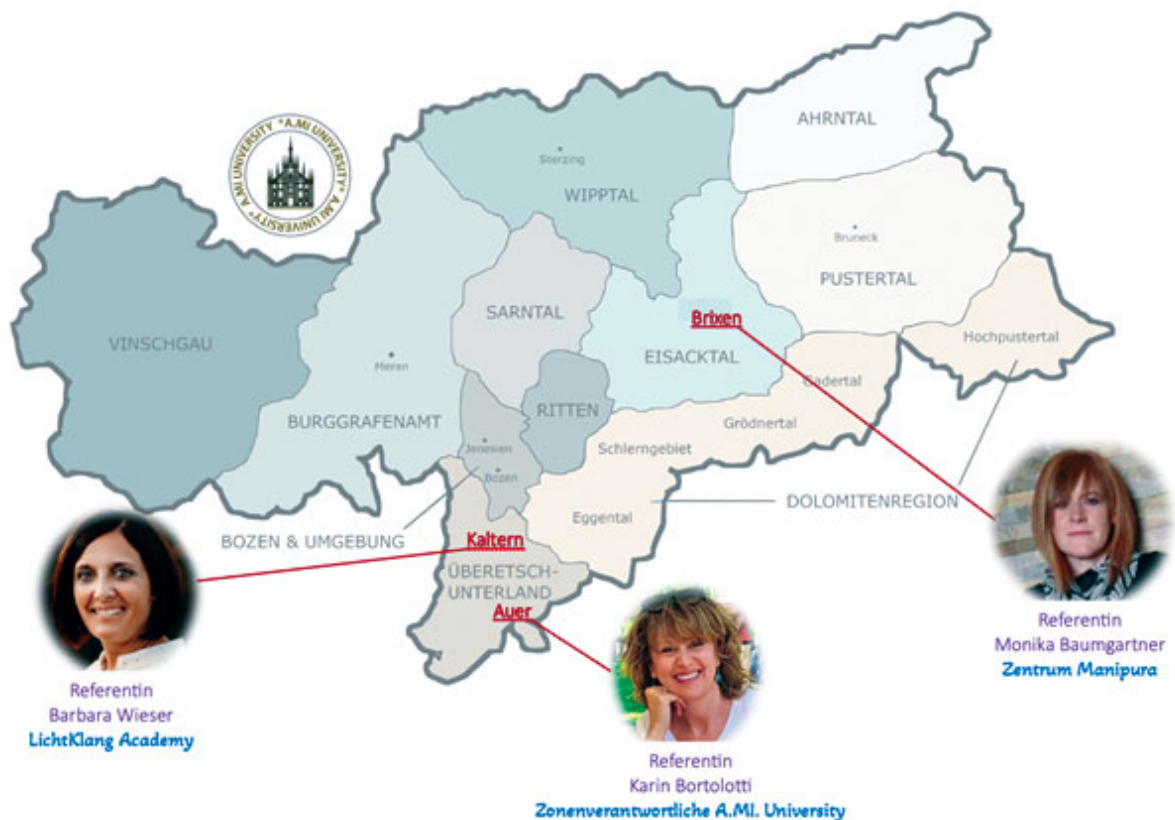 A.MI UNIVERSITY * A.MI UNIVERSITY * A.MI UNIVERSITY *
AHRNTAL
Sterzing
WIPPTAL
Bruneck
PUSTERTAL
SARNTAL
Brixen
VINSCHGAU
EISACKTAL
Hochpustertal
Meran
Gadertal
BURGGRAFENAMT
RITTEN
Grödnertal
Jenesien
Schlerngebiet
Bozen
DOLOMITENREGION
Eggental
BOZEN & UMGEBUNG
Kaltern
ÜBERETSCH-
UNTERLAND
Auer
Referentin
Monika Baumgartner
Zentrum Manipura
Referentin
Barbara Wieser
LichtKlang Academy
Referentin
Karin Bortolotti
Zonenverantwortliche A.MI. University